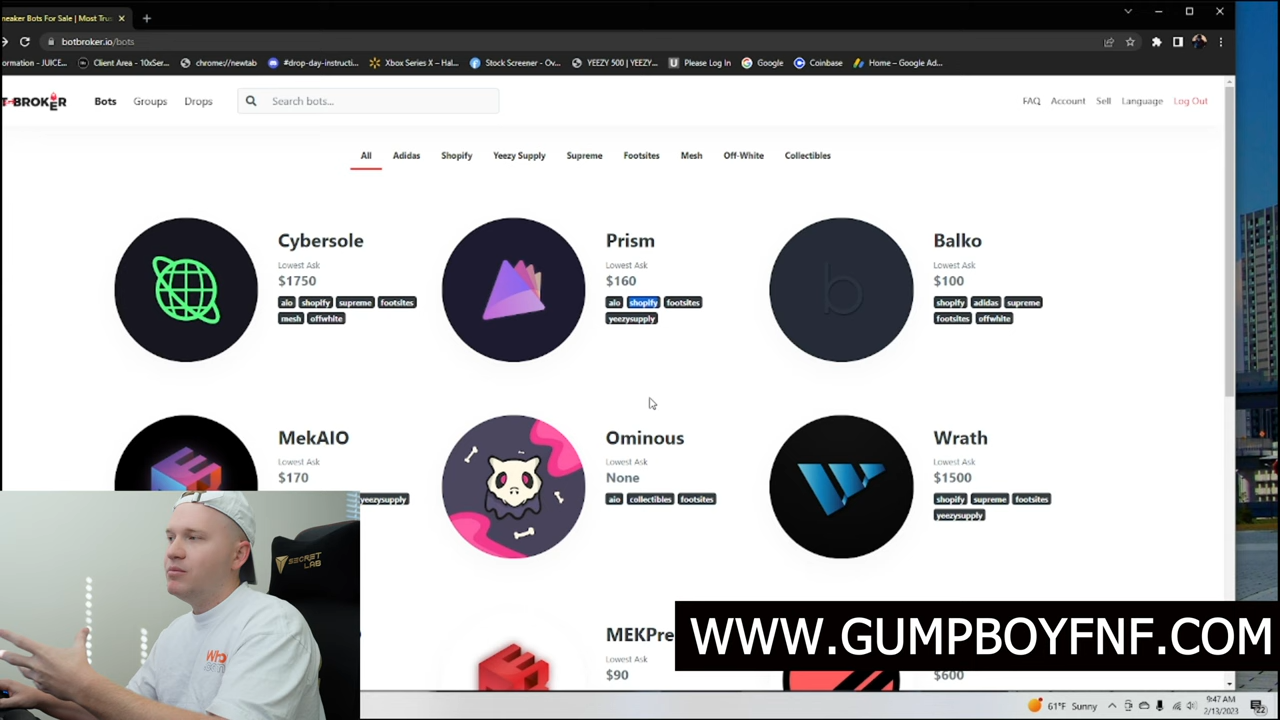 neaker Bots For Sale | Most Tru
botbroker.io/bots
ormation – JUICE...
Client Area – 10xSer...
chrome://newtab
#drop-day-instructi...
Xbox Series X – Hal...
Stock Screener - Ov...
YEEZY 500 | YEEZY...
Please Log In
Google
Coinbase
Home – Google Ad...
T BROKER
Bots
Groups
Drops
Search bots...
FAQ
Account
Sell
Language
Log Out
All
Adidas
Shopify
Yeezy Supply
Supreme
Footsites
Mesh
Off-White
Collectibles
Cybersole
Lowest Ask
$1750
aio shopify supreme footsites
mesh offwhite
Prism
Lowest Ask
$160
aio shopify footsites
yeezysupply
b
Balko
Lowest Ask
$100
shopify adidas supreme
footsites offwhite
MekAIO
Lowest Ask
$170
yeezysupply
Ominous
Lowest Ask
None
aio collectibles footsites
Wrath
Lowest Ask
$1500
shopify supreme footsites
yeezysupply
MEKPre
Lowest Ask
$90
$600
SECRET
LAB
WWW.GUMPBOYFNF.COM
61°F Sunny
9:47 AM
2/13/2023
22